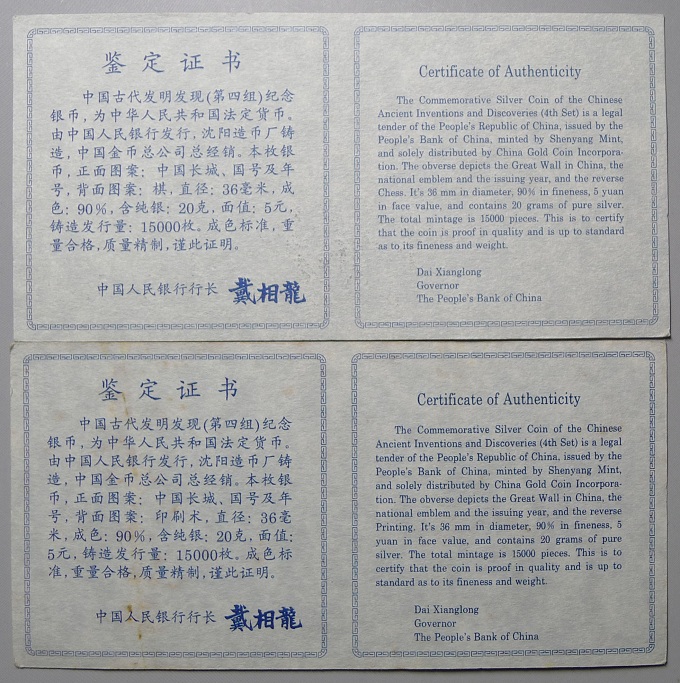 鉴定证书
中国古代发明发现(第四组)纪念
银币,为中华人民共和国法定货币。
由中国人民银行发行,沈阳造币厂铸
造,中国金币总公司总经销。本枚银
币,正面图案:中国长城、国号及年
号,背面图案:棋,直径:36毫米,成
色:90%,含纯银:20克,面值:5元,
铸造发行量:15000枚。成色标准,重
量合格,质量精制,谨此证明。
中国人民银行行长 戴相龍
Certificate of Authenticity
The Commemorative Silver Coin of the Chinese
Ancient Inventions and Discoveries (4th Set) is a legal
tender of the People's Republic of China, issued by the
People's Bank of China, minted by Shenyang Mint,
and solely distributed by China Gold Coin Incorpora-
tion. The obverse depicts the Great Wall in China, the
national emblem and the issuing year, and the reverse
Chess. It's 36 mm in diameter, 90% in fineness, 5 yuan
in face value, and contains 20 grams of pure silver.
The total mintage is 15000 pieces. This is to certify
that the coin is proof in quality and is up to standard
as to its fineness and weight.
Dai Xianglong
Governor
The People's Bank of China
鉴定证书
中国古代发明发现(第四组)纪念
银币,为中华人民共和国法定货币。
由中国人民银行发行,沈阳造币厂铸
造,中国金币总公司总经销。本枚银
币,正面图案:中国长城、国号及年
号,背面图案:印刷术,直径:36毫
米,成色:90%,含纯银:20克,面值:
5元,铸造发行量:15000枚。成色标
准,重量合格,质量精制,谨此证明。
中国人民银行行长 戴相龍
Certificate of Authenticity
The Commemorative Silver Coin of the Chinese
Ancient Inventions and Discoveries (4th Set) is a legal
tender of the People's Republic of China, issued by the
People's Bank of China, minted by Shenyang Mint,
and solely distributed by China Gold Coin Incorpora-
tion. The obverse depicts the Great Wall in China, the
national emblem and the issuing year, and the reverse
Printing. It's 36 mm in diameter, 90% in fineness, 5
yuan in face value, and contains 20 grams of pure
silver. The total mintage is 15000 pieces. This is to
certify that the coin is proof in quality and is up to
standard as to its fineness and weight.
Dai Xianglong
Governor
The People's Bank of China